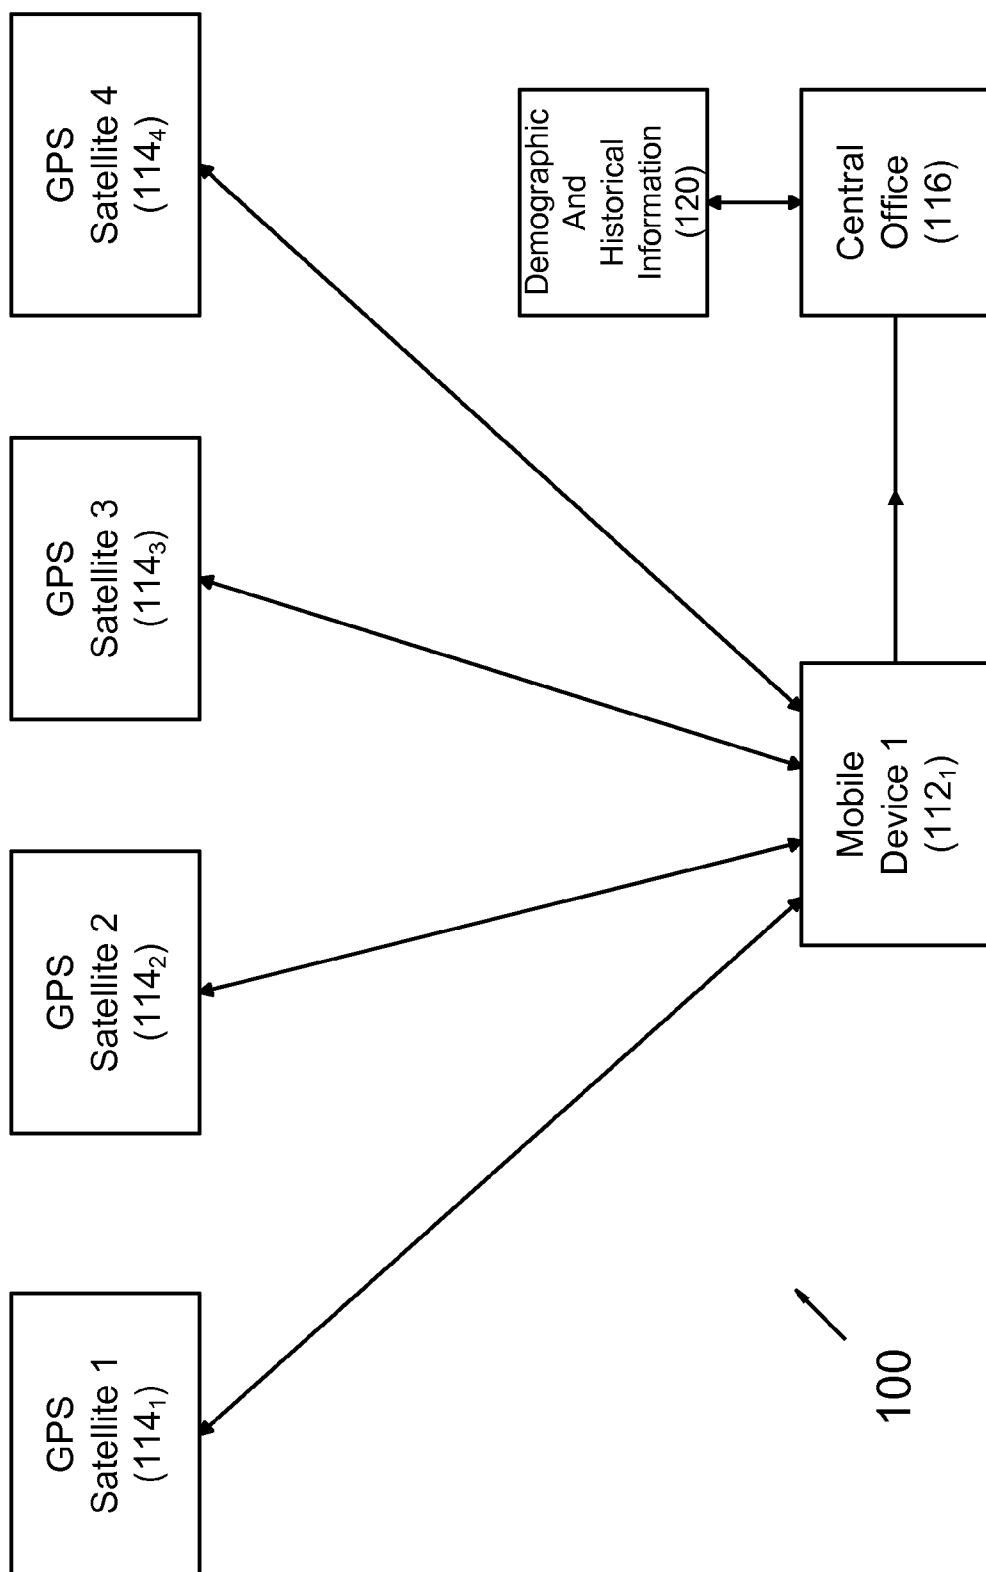 GPS
Satellite 1
(114₁)
GPS
Satellite 2
(114₂)
GPS
Satellite 3
(114₃)
GPS
Satellite 4
(114₄)
Demographic
And
Historical
Information
(120)
Mobile
Device 1
(112₁)
Central
Office
(116)
100